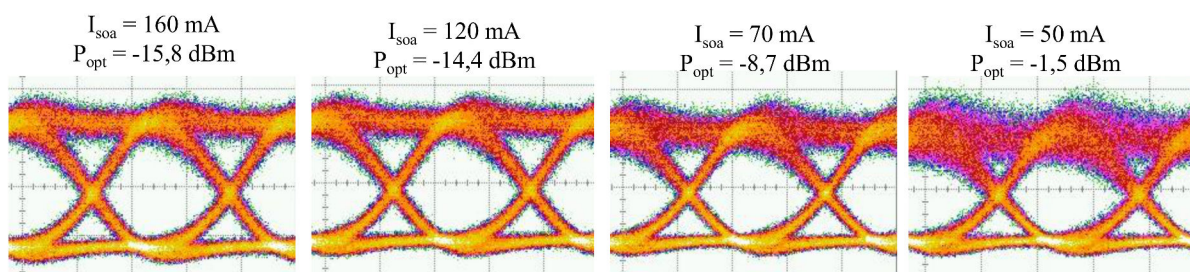 I_soa = 160 mA
P_opt = -15,8 dBm
I_soa = 120 mA
P_opt = -14,4 dBm
I_soa = 70 mA
P_opt = -8,7 dBm
I_soa = 50 mA
P_opt = -1,5 dBm